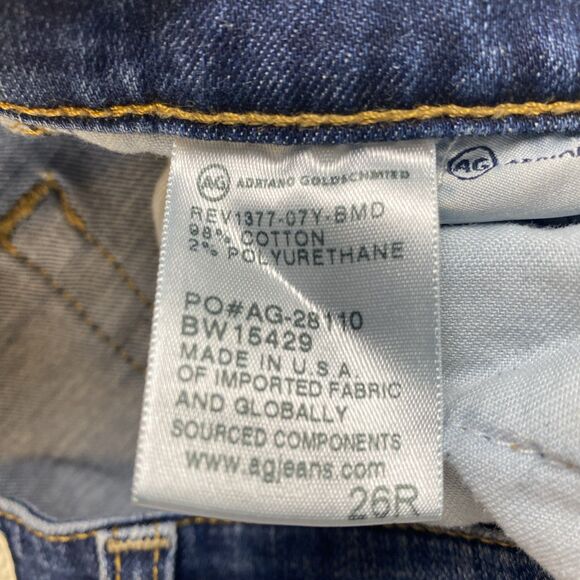 AG ADRIANO GOLDSCHMIED
REV1377-07Y-BMD
98% COTTON
2% POLYURETHANE
PO#AG-28110
BW15429
MADE IN U.S.A.
OF IMPORTED FABRIC
AND GLOBALLY
SOURCED COMPONENTS
www.agjeans.com
26R
AG